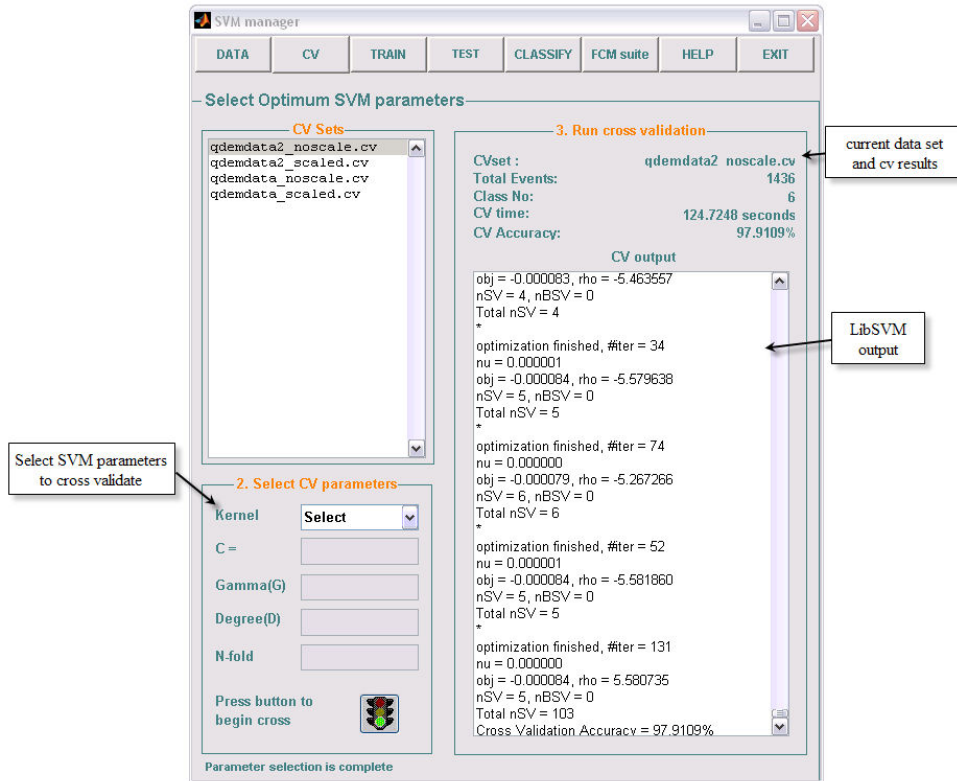 SVM manager
DATA CV TRAIN TEST CLASSIFY FCM suite HELP EXIT
Select Optimum SVM parameters
CV Sets
qdemdata2_noscale.cv
qdemdata2_scaled.cv
qdemdata_noscale.cv
qdemdata_scaled.cv
2. Select CV parameters
Kernel Select
C =
Gamma(G)
Degree(D)
N-fold
Press button to
begin cross
Parameter selection is complete
3. Run cross validation
CVset : qdemdata2 noscale.cv
Total Events: 1436
Class No: 6
CV time: 124.7248 seconds
CV Accuracy: 97.9109%
CV output
obj = -0.000083, rho = -5.463557
nSV = 4, nBSV = 0
Total nSV = 4
*
optimization finished, #iter = 34
nu = 0.000001
obj = -0.000084, rho = -5.579638
nSV = 5, nBSV = 0
Total nSV = 5
*
optimization finished, #iter = 74
nu = 0.000000
obj = -0.000079, rho = -5.267266
nSV = 6, nBSV = 0
Total nSV = 6
*
optimization finished, #iter = 52
nu = 0.000001
obj = -0.000084, rho = -5.581860
nSV = 5, nBSV = 0
Total nSV = 5
*
optimization finished, #iter = 131
nu = 0.000000
obj = -0.000084, rho = 5.580735
nSV = 5, nBSV = 0
Total nSV = 103
Cross Validation Accuracy = 97.9109%
current data set
and cv results
LibSVM
output
Select SVM parameters
to cross validate